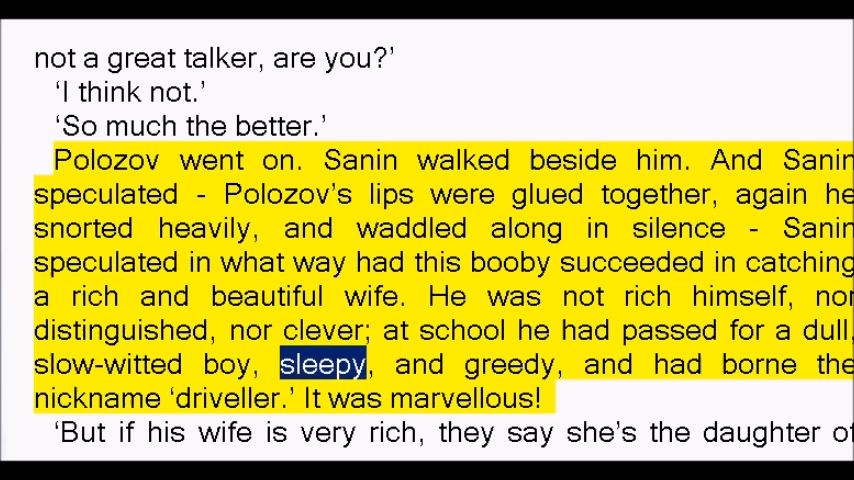 not a great talker, are you?’
‘I think not.’
‘So much the better.’
Polozov went on. Sanin walked beside him. And Sanin
speculated - Polozov’s lips were glued together, again he
snorted heavily, and waddled along in silence - Sanin
speculated in what way had this booby succeeded in catching
a rich and beautiful wife. He was not rich himself, nor
distinguished, nor clever; at school he had passed for a dull,
slow-witted boy, sleepy, and greedy, and had borne the
nickname ‘driveller.’ It was marvellous!
‘But if his wife is very rich, they say she’s the daughter of